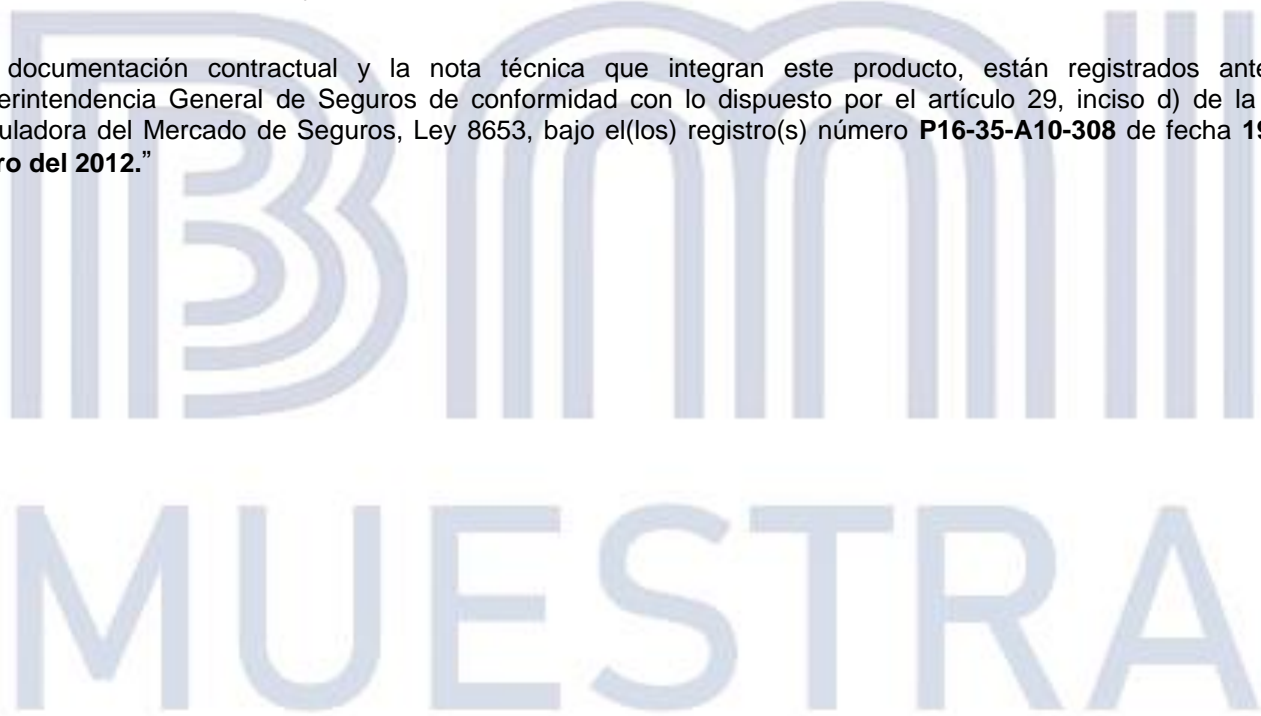 documentación contractual y la nota técnica que integran este producto, están registrados ante
erintendencia General de Seguros de conformidad con lo dispuesto por el artículo 29, inciso d) de la
uladora del Mercado de Seguros, Ley 8653, bajo el(los) registro(s) número P16-35-A10-308 de fecha 19
ro del 2012.”
BMI
MUESTRA